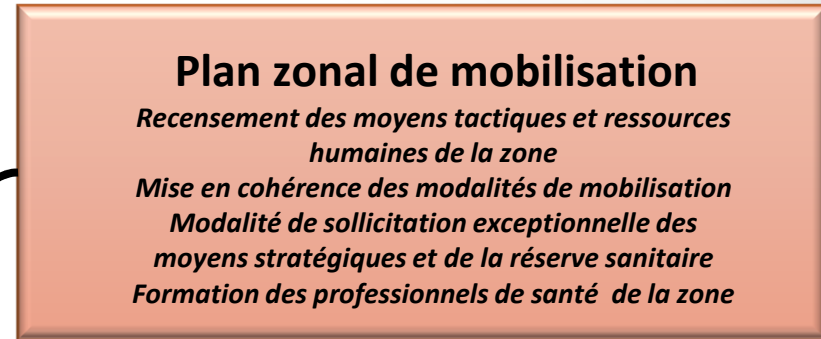 Plan zonal de mobilisation
Recensement des moyens tactiques et ressources
humaines de la zone
Mise en cohérence des modalités de mobilisation
Modalité de sollicitation exceptionnelle des
moyens stratégiques et de la réserve sanitaire
Formation des professionnels de santé de la zone